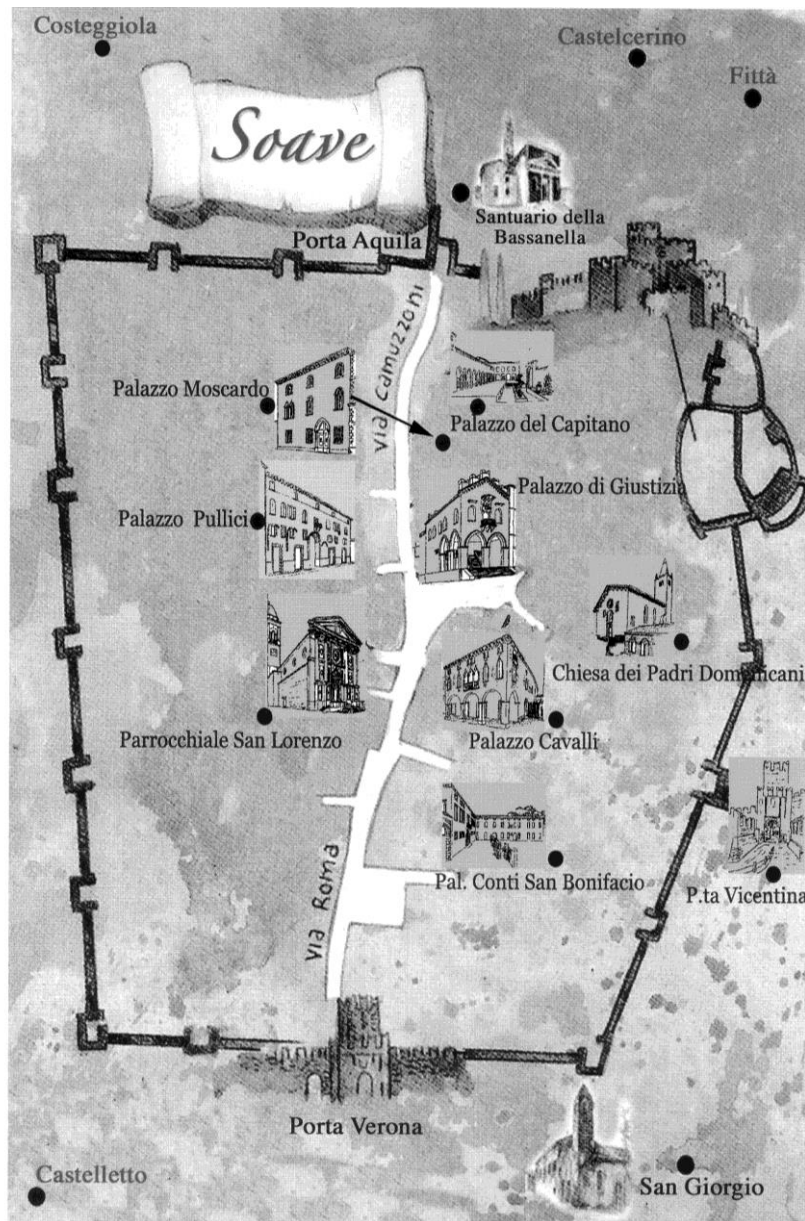 Costeggiola
Castelcerino
Fittà
Soave
Santuario della
Bassanella
Porta Aquila
Via Camuzzoni
Palazzo Moscardo
Palazzo del Capitano
Palazzo di Giustizia
Palazzo Pullici
Chiesa dei Padri Domenicani
Parrocchiale San Lorenzo
Palazzo Cavalli
Pal. Conti San Bonifacio
P.ta Vicentina
Via Roma
Porta Verona
Castelletto
San Giorgio